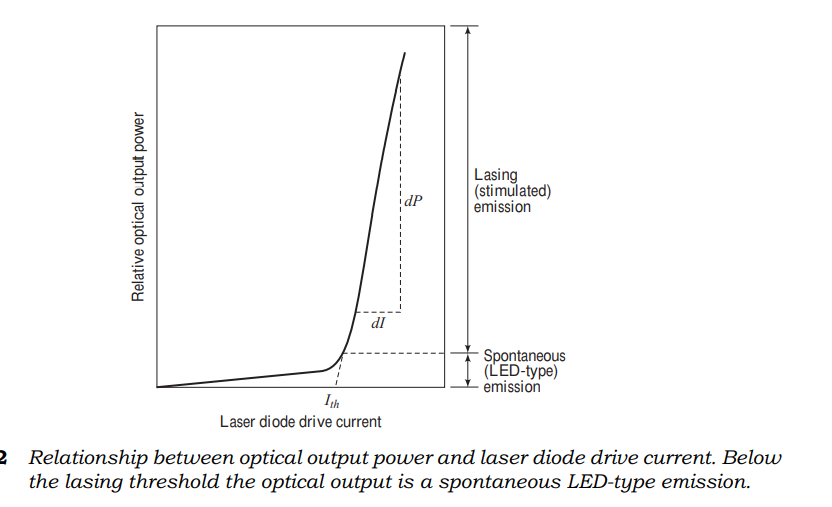 Relative optical output power
Lasing
(stimulated)
emission
dP
dI
Spontaneous
(LED-type)
emission
Ith
Laser diode drive current
2 Relationship between optical output power and laser diode drive current. Below
the lasing threshold the optical output is a spontaneous LED-type emission.